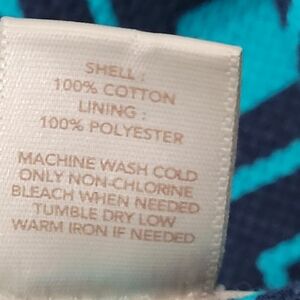 SHELL :
100% COTTON
LINING :
100% POLYESTER
MACHINE WASH COLD
ONLY NON-CHLORINE
BLEACH WHEN NEEDED
TUMBLE DRY LOW
WARM IRON IF NEEDED